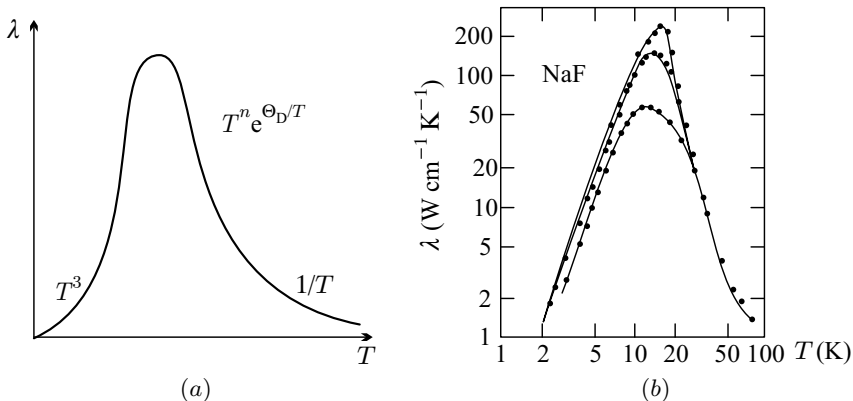 λ
T^n e^{Θ_D/T}
T^3
1/T
T
(a)
λ (W cm^{−1} K^{−1})
200
100
50
20
10
5
2
1
NaF
1 2 5 10 20 50 100 T (K)
(b)